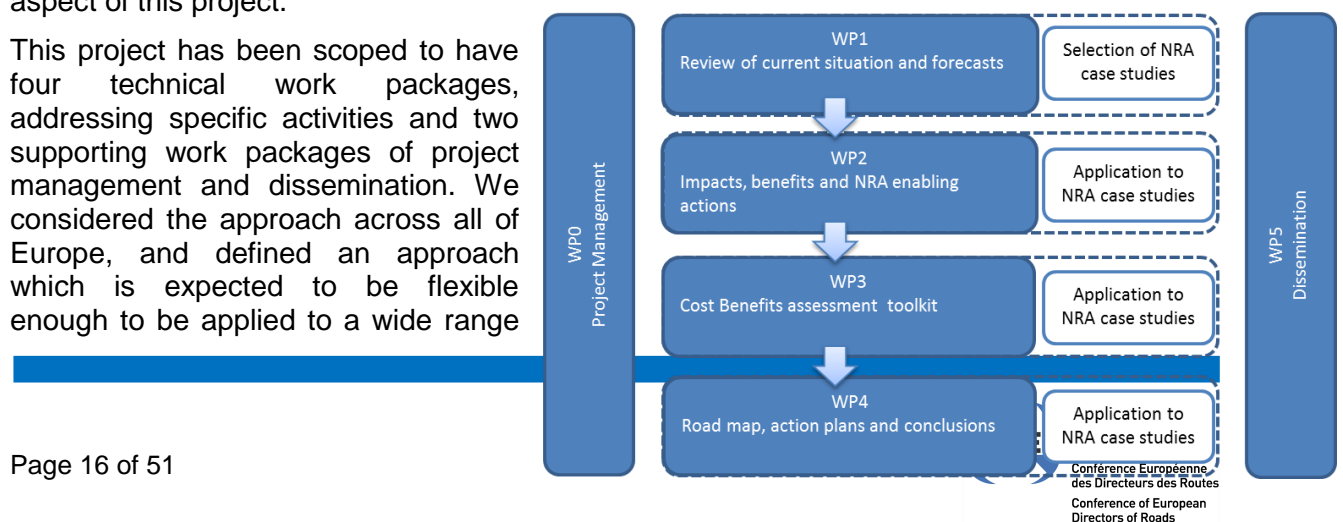 aspect of this project.
This project has been scoped to have
four technical work packages,
addressing specific activities and two
supporting work packages of project
management and dissemination. We
considered the approach across all of
Europe, and defined an approach
which is expected to be flexible
enough to be applied to a wide range
WP0
Project Management
WP1
Review of current situation and forecasts
Selection of NRA
case studies
WP2
Impacts, benefits and NRA enabling
actions
Application to
NRA case studies
WP3
Cost Benefits assessment toolkit
Application to
NRA case studies
WP4
Road map, action plans and conclusions
Application to
NRA case studies
WP5
Dissemination
Page 16 of 51
Conférence Européenne
des Directeurs des Routes
Conference of European
Directors of Roads